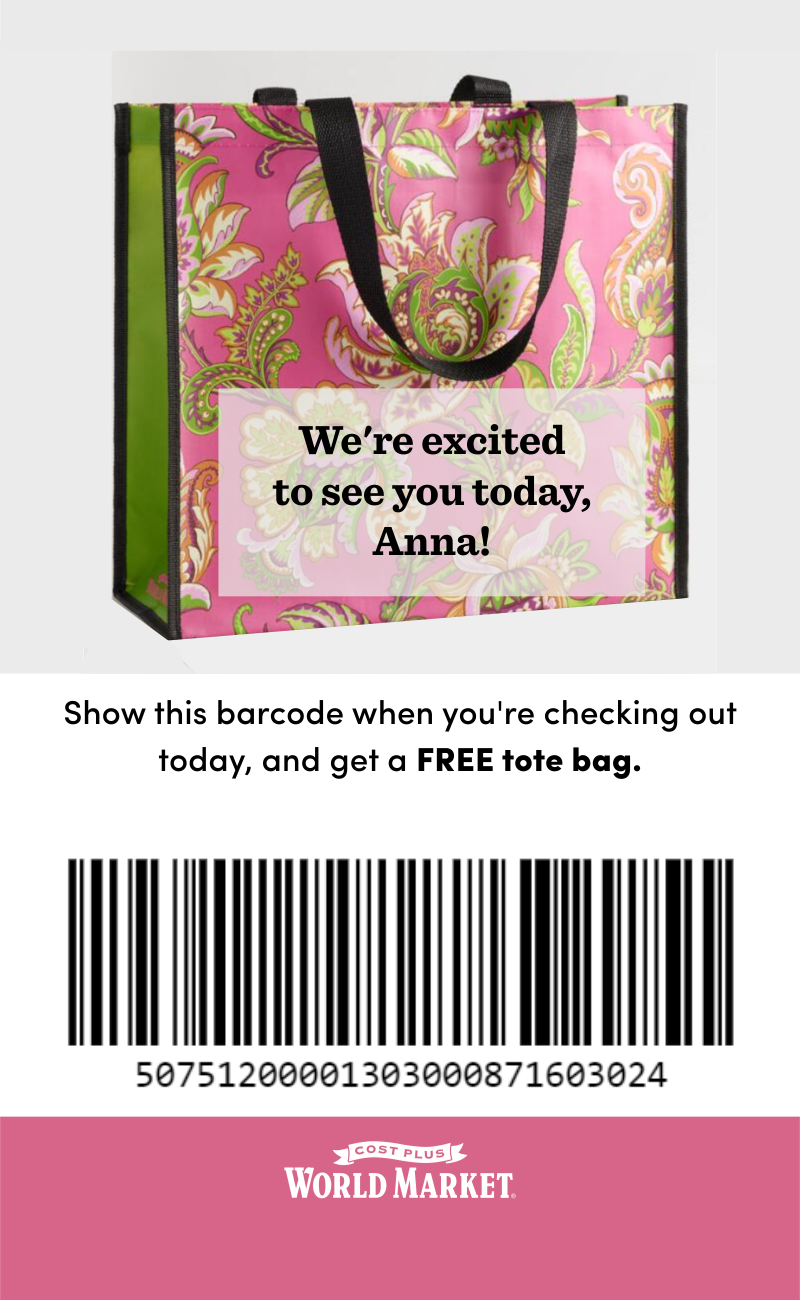 We're excited
to see you today,
Anna!
Show this barcode when you're checking out
today, and get a FREE tote bag.
50751200001303000871603024
COST PLUS
WORLD MARKET®